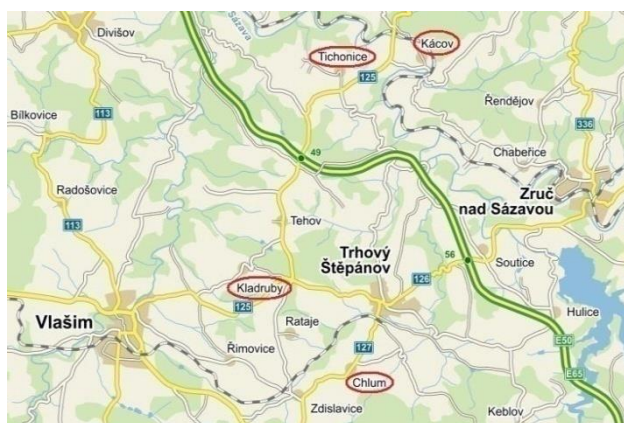 Sázava
Divišov
Tichonice
Kácov
125
Bílkovice
113
Řendějov
336
49
Chabeřice
Radošovice
Zruč
nad Sázavou
113
Tehov
Trhový
Štěpánov
56
Soutice
Kladruby
126
125
Vlašim
Rataje
Hulice
Římovice
127
E50
Chlum
E65
Zdislavice
Keblov